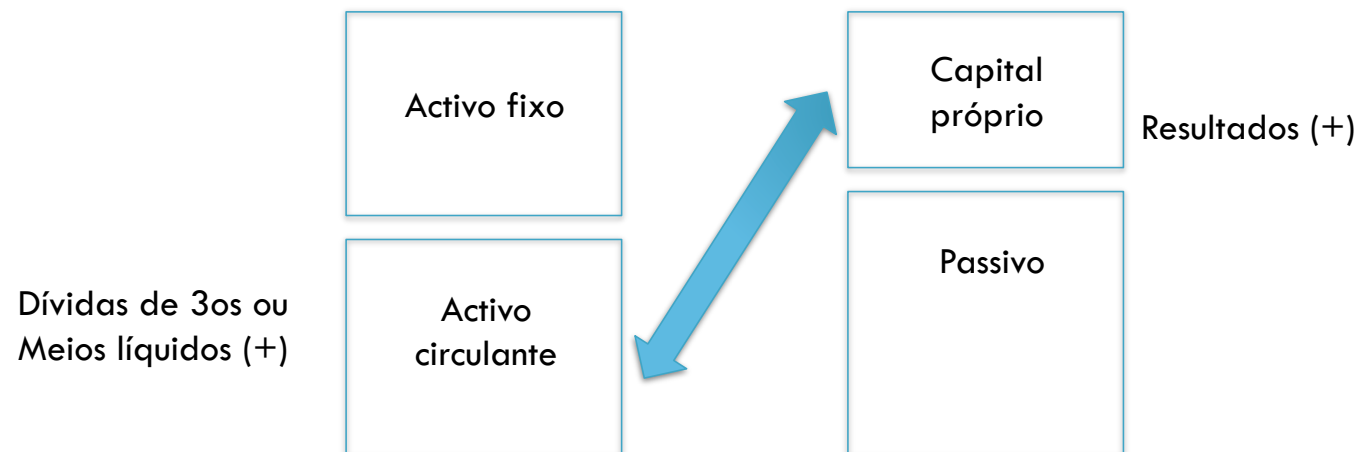 Activo fixo
Capital
próprio
Resultados (+)
Dívidas de 3os ou
Meios líquidos (+)
Activo
circulante
Passivo